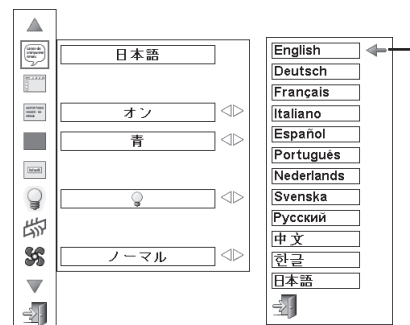 日本語
オン
青
ノーマル
English
Deutsch
Français
Italiano
Español
Português
Nederlands
Svenska
Русский
中文
한글
日本語